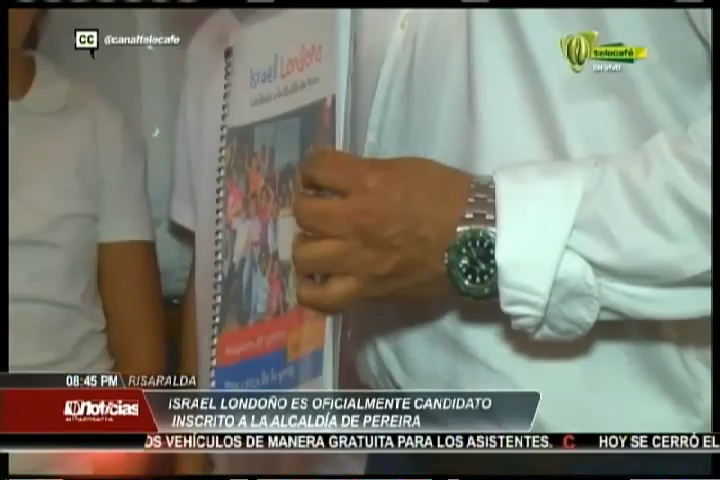 CC @canaltelecafe
telecafé
EN VIVO
Israel Londoño
08:45 PM RISARALDA
Noticias
ISRAEL LONDOÑO ES OFICIALMENTE CANDIDATO
INSCRITO A LA ALCALDÍA DE PEREIRA
OS VEHÍCULOS DE MANERA GRATUITA PARA LOS ASISTENTES. HOY SE CERRÓ EL